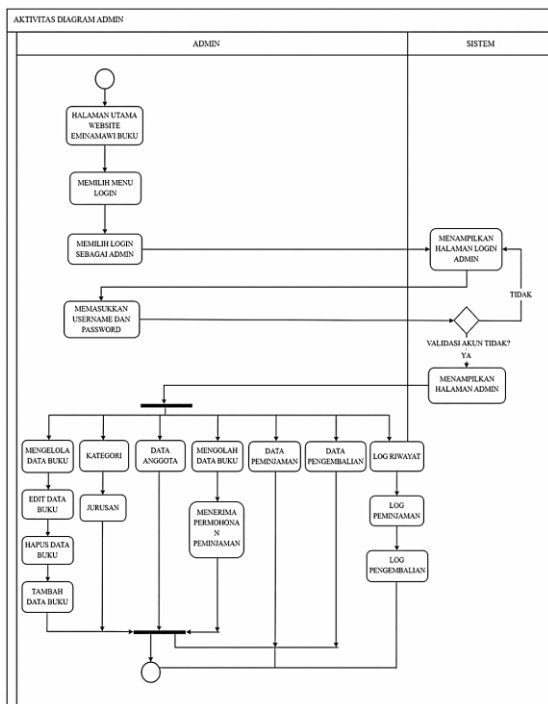 AKTIVITAS DIAGRAM ADMIN
ADMIN
SISTEM
HALAMAN UTAMA
WEBSITE
EMINAMAWI BUKU
MEMILIH MENU
LOGIN
MEMILIH LOGIN
SEBAGAI ADMIN
MENAMPILKAN
HALAMAN LOGIN
ADMIN
TIDAK
MEMASUKKAN
USERNAME DAN
PASSWORD
VALIDASI AKUN TIDAK?
YA
MENAMPILKAN
HALAMAN ADMIN
MENGELOLA
DATA BUKU
KATEGORI
DATA
ANGGOTA
MENGOLAH
DATA BUKU
DATA
PEMINJAMAN
DATA
PENGEMBALIAN
LOG RIWAYAT
EDIT DATA
BUKU
JURUSAN
MENERIMA
PERMOHONA
N
PEMINJAMAN
LOG
PEMINJAMAN
HAPUS DATA
BUKU
LOG
PENGEMBALIAN
TAMBAH
DATA BUKU